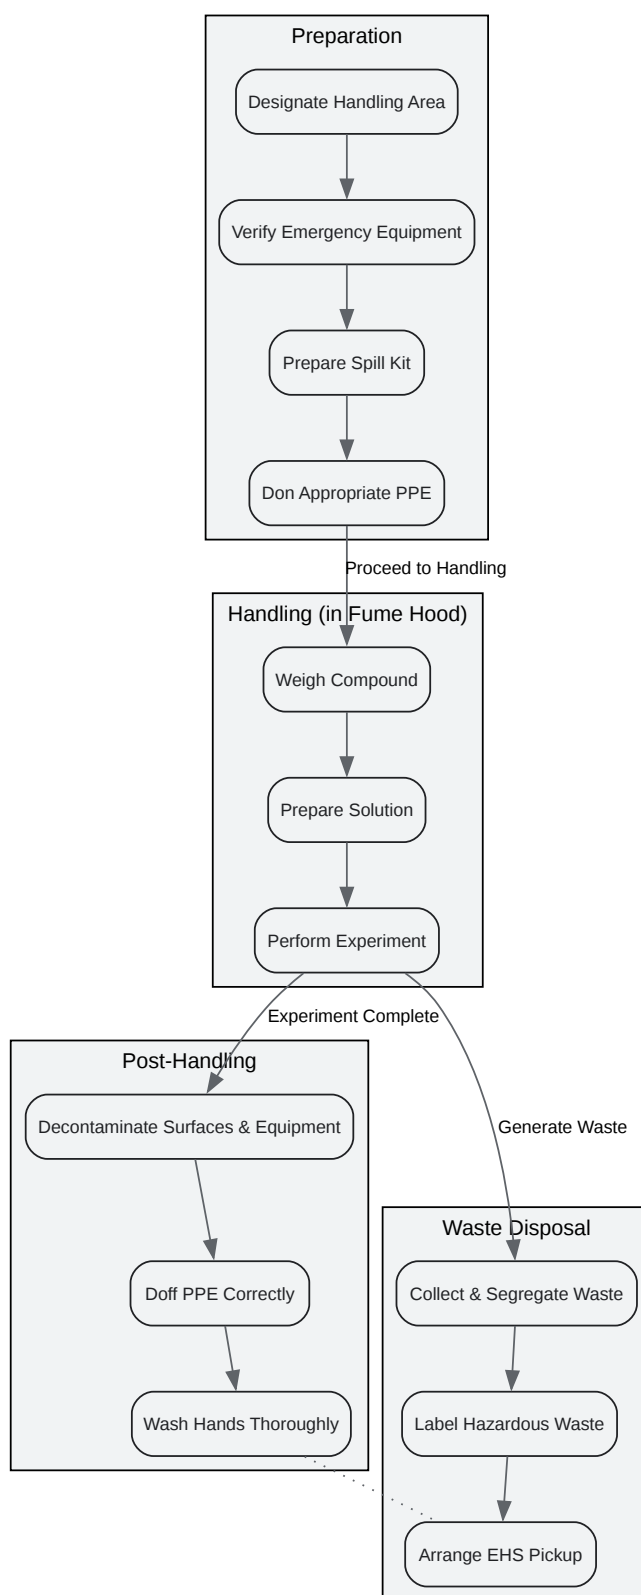 Preparation
Designate Handling Area
Verify Emergency Equipment
Prepare Spill Kit
Don Appropriate PPE
Proceed to Handling
Handling (in Fume Hood)
Weigh Compound
Prepare Solution
Perform Experiment
Experiment Complete
Post-Handling
Decontaminate Surfaces & Equipment
Generate Waste
Waste Disposal
Doff PPE Correctly
Collect & Segregate Waste
Wash Hands Thoroughly
Label Hazardous Waste
Arrange EHS Pickup